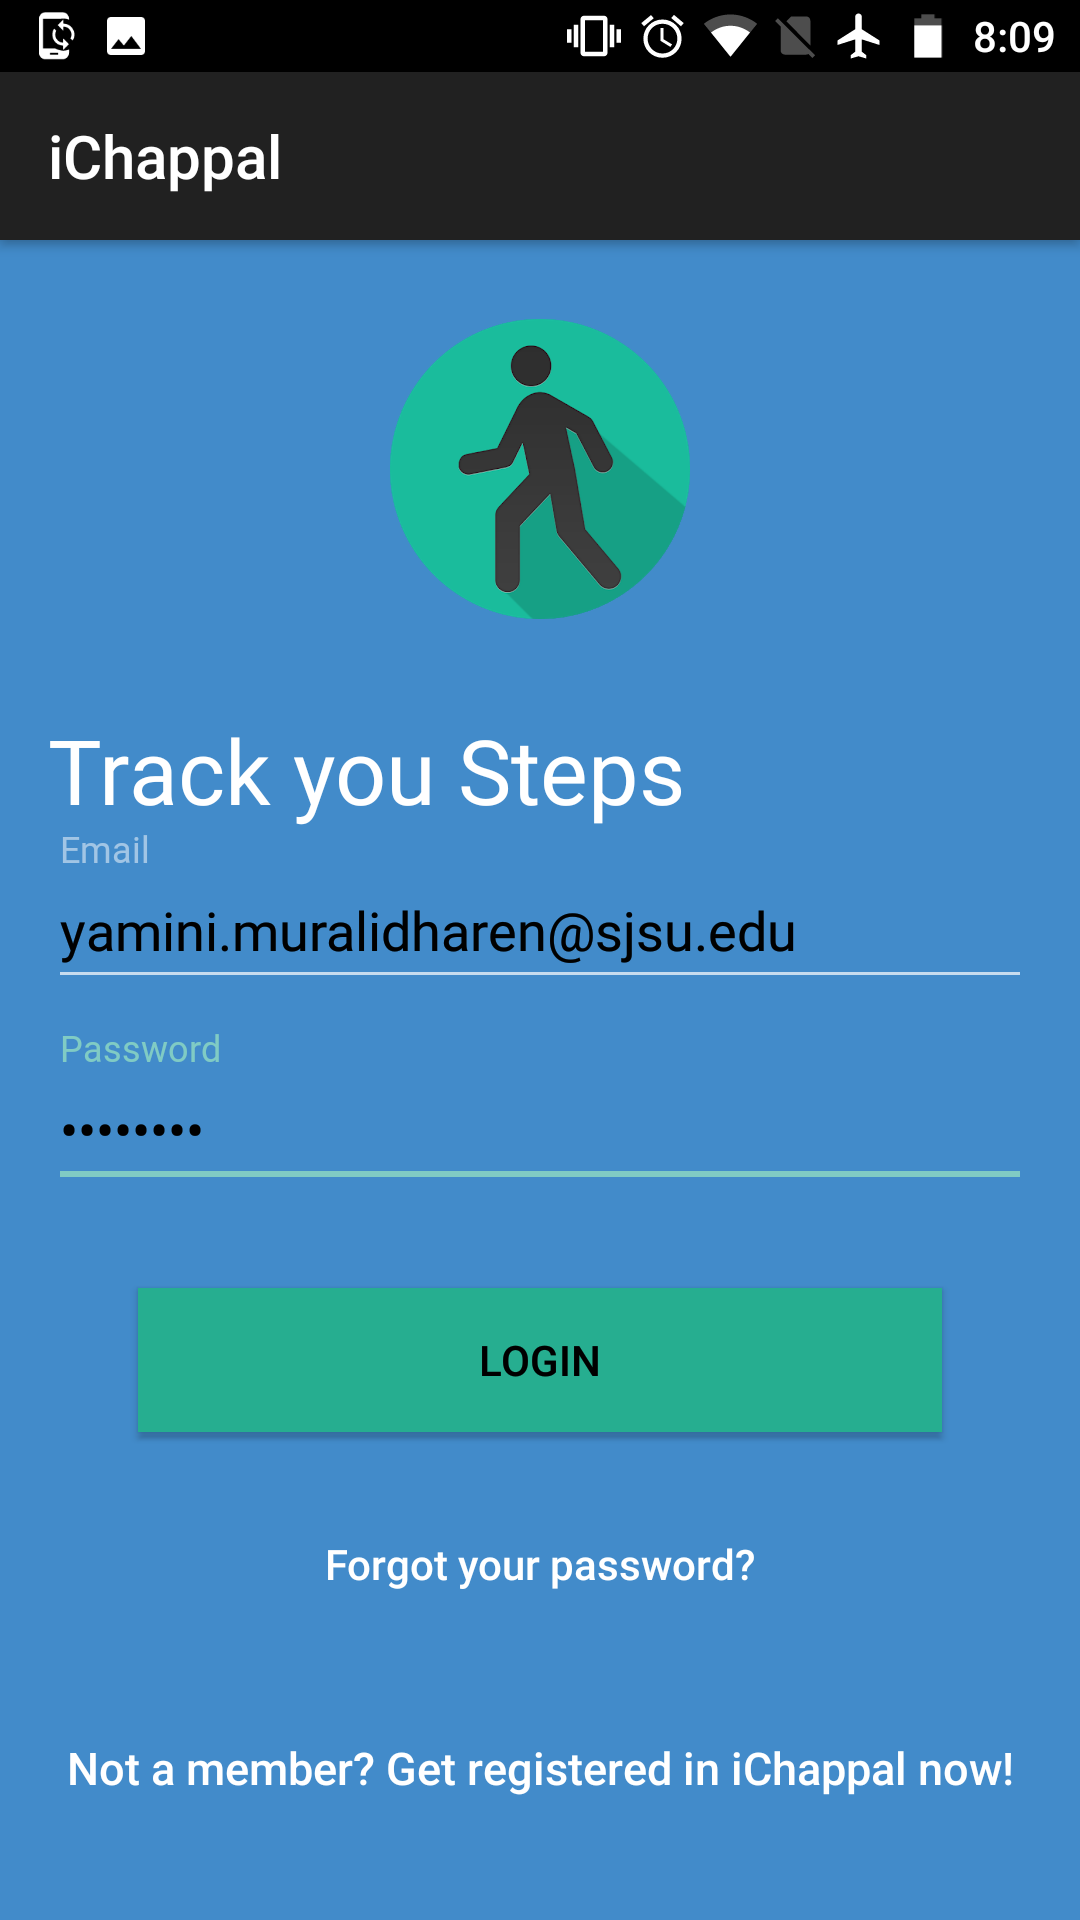 8:09
iChappal
Track you Steps
Email
yamini.muralidharen@sjsu.edu
Password
••••••••
LOGIN
Forgot your password?
Not a member? Get registered in iChappal now!